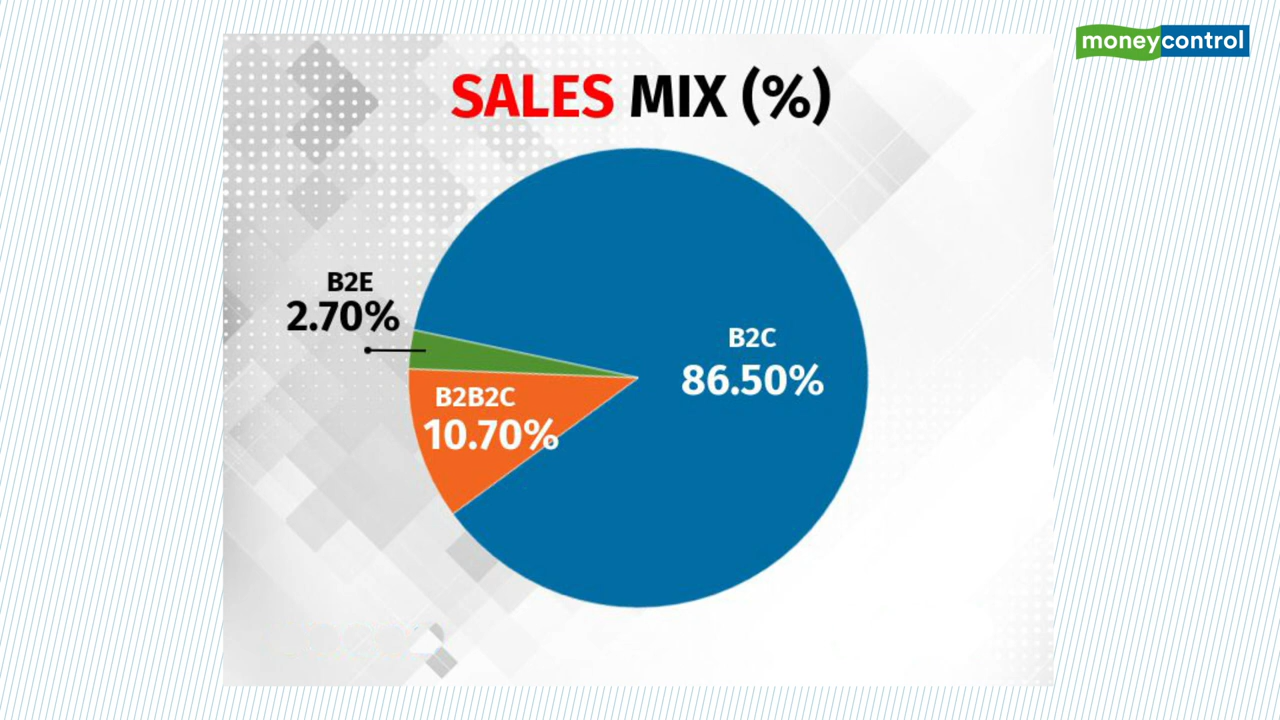 moneycontrol
SALES MIX (%)
B2E
2.70%
B2C
86.50%
B2B2C
10.70%